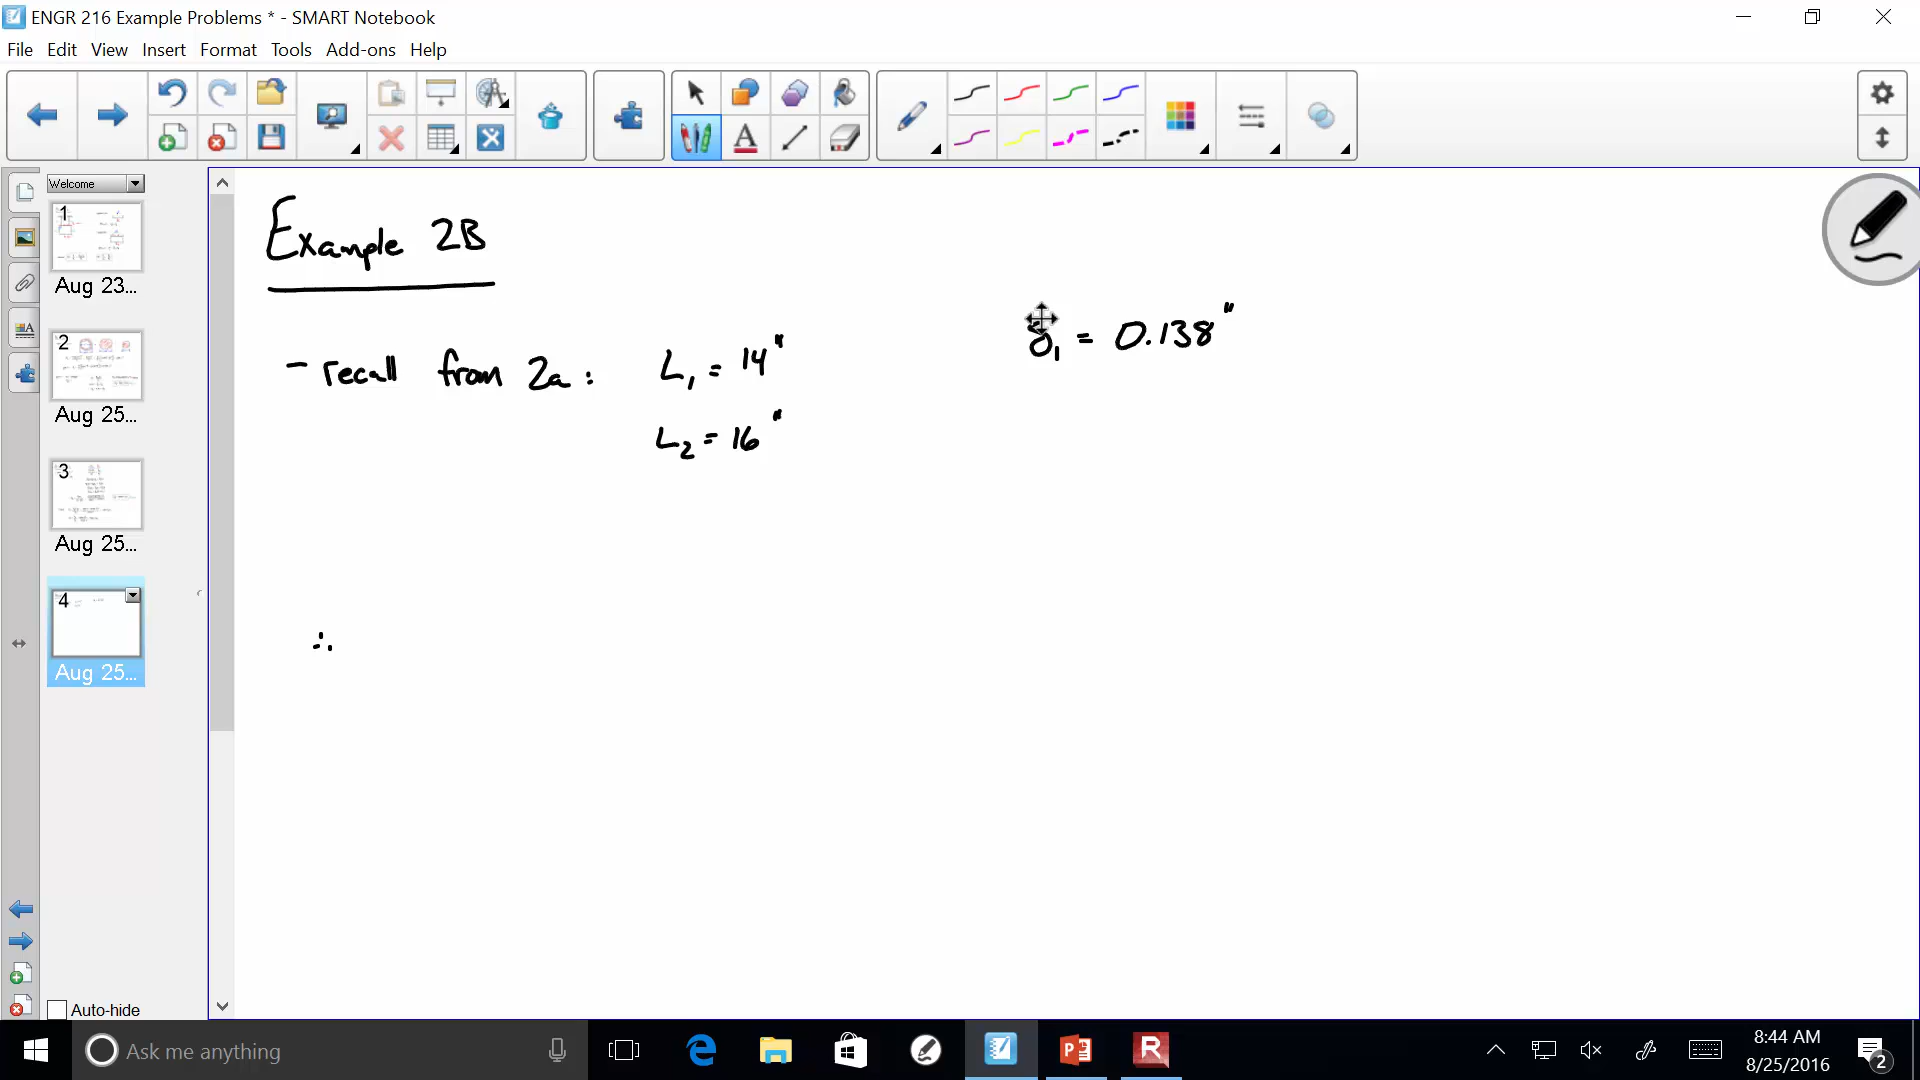 ENGR 216 Example Problems * - SMART Notebook
File Edit View Insert Format Tools Add-ons Help
Welcome
1
Aug 23...
2
Aug 25...
3
Aug 25...
4
Aug 25...
Auto-hide
Example 2B
- recall from 2a: L₁ = 14"
L₂ = 16"
δ₁ = 0.138"
∴
Ask me anything
8:44 AM
8/25/2016
2